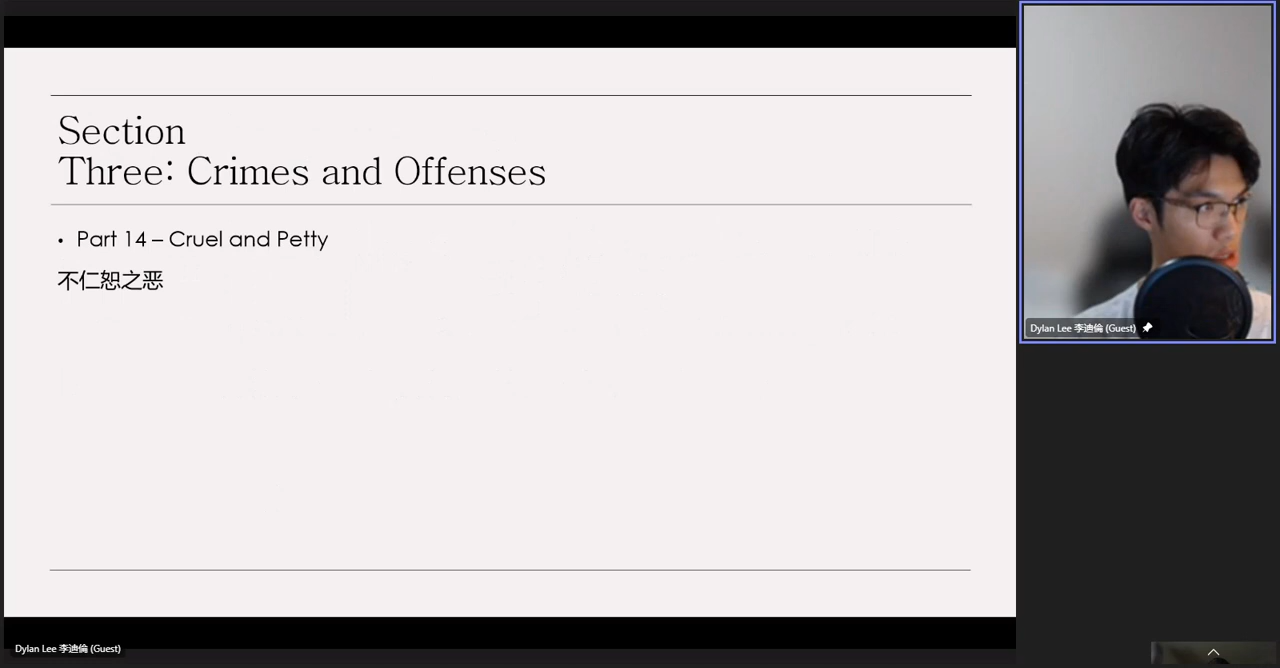 Section
Three: Crimes and Offenses
• Part 14 – Cruel and Petty
不仁恕之恶
Dylan Lee 李迪倫 (Guest)
Dylan Lee 李迪倫 (Guest)